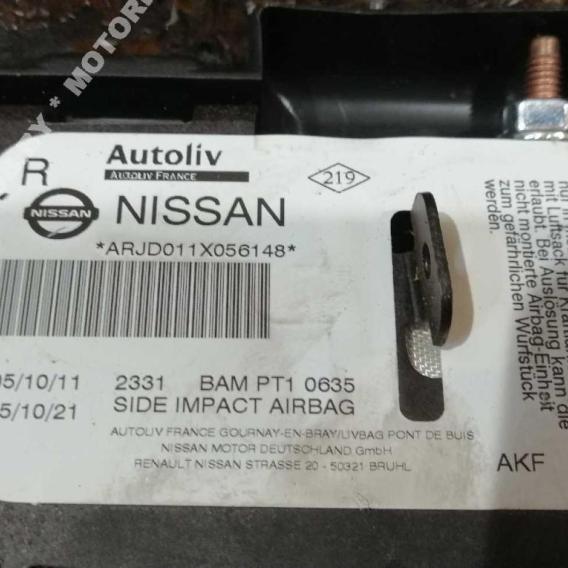 * MOTORE
R
Autoliv
AUTOLIV FRANCE
219
NISSAN
NISSAN
*ARJD011X056148*
05/10/11 2331 BAM PT1 0635
5/10/21 SIDE IMPACT AIRBAG
AUTOLIV FRANCE GOURNAY-EN-BRAY/LIVBAG PONT DE BUIS
NISSAN MOTOR DEUTSCHLAND GmbH
RENAULT NISSAN STRASSE 20 - 50321 BRUHL
AKF
mit Luftsack für
erlaubt. Bei Auslösung kann die
nicht montierte Airbag-Einheit
zum gefährlichen Wurfstück
werden.